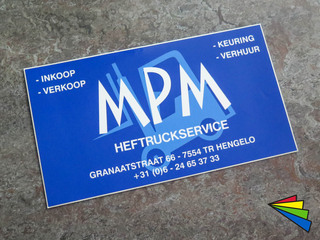 - INKOOP
- VERKOOP
- KEURING
- VERHUUR
MPM
HEFTRUCKSERVICE
GRANAATSTRAAT 66 - 7554 TR HENGELO
+31 (0)6 - 24 65 37 33